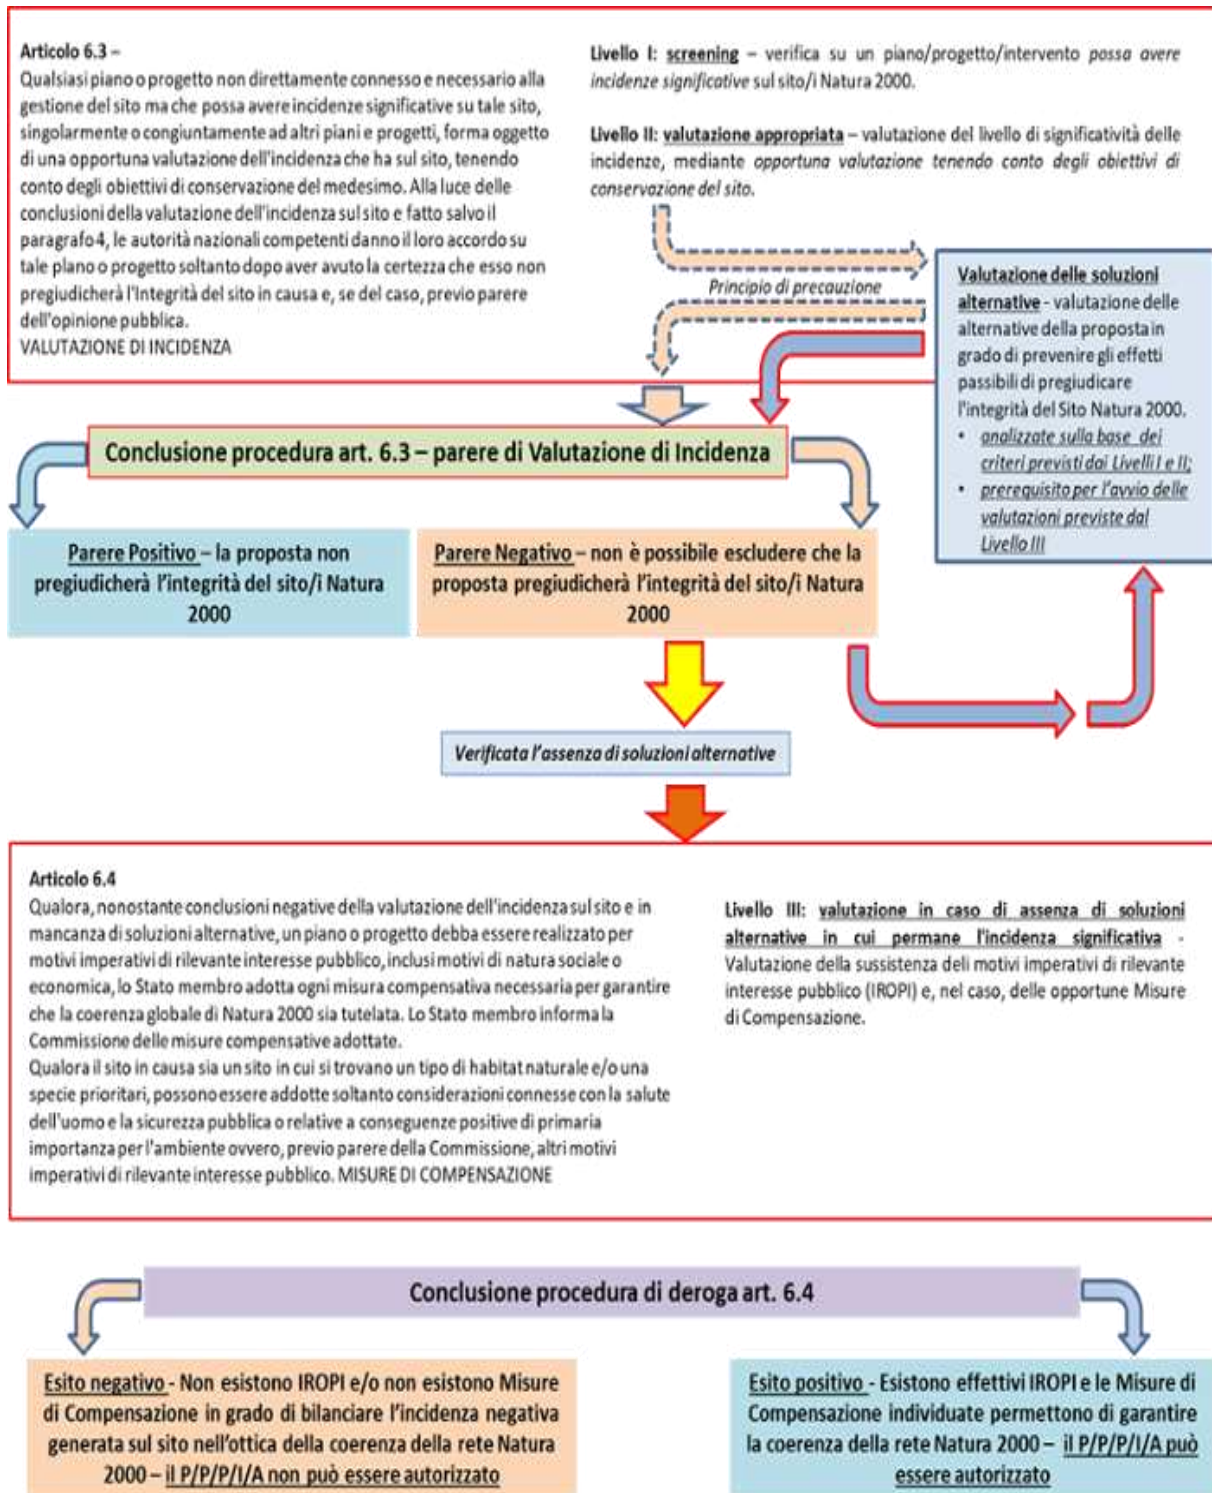 Articolo 6.3 –
Qualsiasi piano o progetto non direttamente connesso e necessario alla
gestione del sito ma che possa avere incidenze significative su tale sito,
singolarmente o congiuntamente ad altri piani e progetti, forma oggetto
di una opportuna valutazione dell'incidenza che ha sul sito, tenendo
conto degli obiettivi di conservazione del medesimo. Alla luce delle
conclusioni della valutazione dell'incidenza sul sito e fatto salvo il
paragrafo 4, le autorità nazionali competenti danno il loro accordo su
tale piano o progetto soltanto dopo aver avuto la certezza che esso non
pregiudicherà l'Integrità del sito in causa e, se del caso, previo parere
dell'opinione pubblica.
VALUTAZIONE DI INCIDENZA
Livello I: screening – verifica su un piano/progetto/intervento possa avere
incidenze significative sul sito/i Natura 2000.
Livello II: valutazione appropriata – valutazione del livello di significatività delle
incidenze, mediante opportuna valutazione tenendo conto degli obiettivi di
conservazione del sito.
Principio di precauzione
Valutazione delle soluzioni
alternative - valutazione delle
alternative della proposta in
grado di prevenire gli effetti
passibili di pregiudicare
l'integrità del Sito Natura 2000.
• analizzate sulla base dei
criteri previsti dai Livelli I e II;
• prerequisito per l'avvio delle
valutazioni previste dal
Livello III
Conclusione procedura art. 6.3 – parere di Valutazione di Incidenza
Parere Positivo – la proposta non
pregiudicherà l'integrità del sito/i Natura
2000
Parere Negativo – non è possibile escludere che la
proposta pregiudicherà l'integrità del sito/i Natura
2000
Verificata l'assenza di soluzioni alternative
Articolo 6.4
Qualora, nonostante conclusioni negative della valutazione dell'incidenza sul sito e in
mancanza di soluzioni alternative, un piano o progetto debba essere realizzato per
motivi imperativi di rilevante interesse pubblico, inclusi motivi di natura sociale o
economica, lo Stato membro adotta ogni misura compensativa necessaria per garantire
che la coerenza globale di Natura 2000 sia tutelata. Lo Stato membro informa la
Commissione delle misure compensative adottate.
Qualora il sito in causa sia un sito in cui si trovano un tipo di habitat naturale e/o una
specie prioritari, possono essere addotte soltanto considerazioni connesse con la salute
dell'uomo e la sicurezza pubblica o relative a conseguenze positive di primaria
importanza per l'ambiente ovvero, previo parere della Commissione, altri motivi
imperativi di rilevante interesse pubblico. MISURE DI COMPENSAZIONE
Livello III: valutazione in caso di assenza di soluzioni
alternative in cui permane l'incidenza significativa -
Valutazione della sussistenza deli motivi imperativi di rilevante
interesse pubblico (IROPI) e, nel caso, delle opportune Misure
di Compensazione.
Conclusione procedura di deroga art. 6.4
Esito negativo - Non esistono IROPI e/o non esistono Misure
di Compensazione in grado di bilanciare l'incidenza negativa
generata sul sito nell'ottica della coerenza della rete Natura
2000 – il P/P/P/I/A non può essere autorizzato
Esito positivo - Esistono effettivi IROPI e le Misure di
Compensazione individuate permettono di garantire
la coerenza della rete Natura 2000 – il P/P/P/I/A può
essere autorizzato